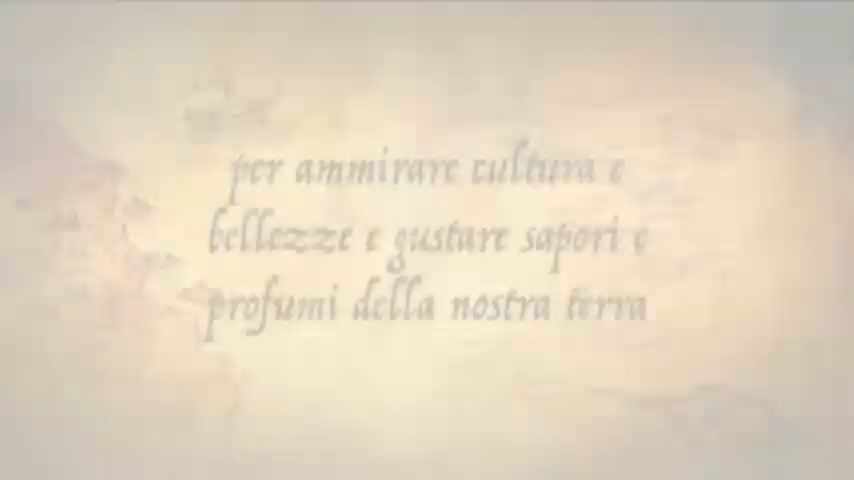 per ammirare cultura e
bellezze e gustare sapori e
profumi della nostra terra